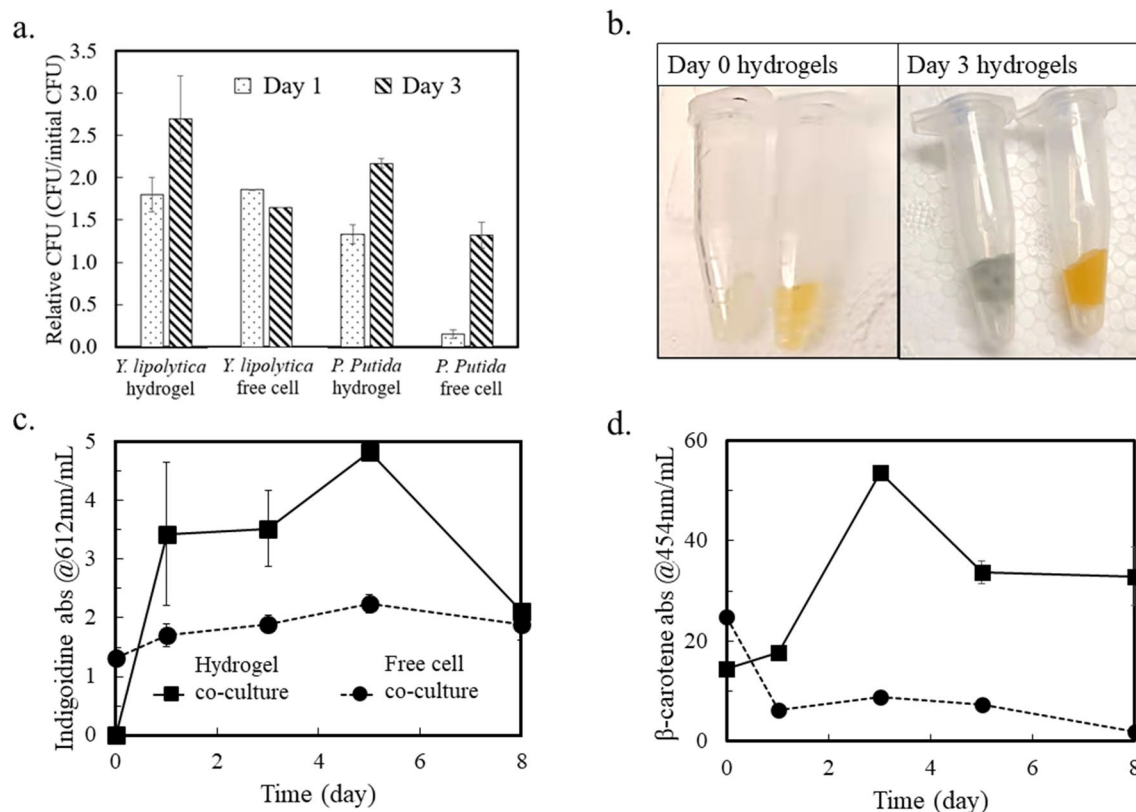 a.
3.5
3.0
2.5
2.0
1.5
1.0
0.5
0.0
Relative CFU (CFU/initial CFU)
Day 1
Day 3
Y. lipolytica
hydrogel
Y. lipolytica
free cell
P. Putida
hydrogel
P. Putida
free cell
b.
Day 0 hydrogels
Day 3 hydrogels
c.
5
4
3
2
1
0
Indigoidine abs @612nm/mL
Hydrogel
co-culture
Free cell
co-culture
0 2 4 6 8
Time (day)
d.
60
40
20
0
β-carotene abs @454nm/mL
0 2 4 6 8
Time (day)